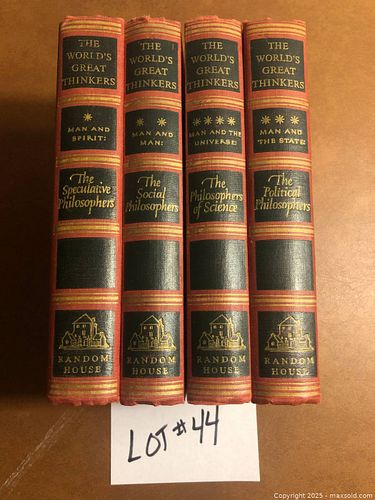 THE
WORLD'S
GREAT
THINKERS
*
MAN AND
SPIRIT:
The
Speculative
Philosophers
RANDOM
HOUSE
THE
WORLD'S
GREAT
THINKERS
*
MAN AND
MAN:
The
Social
Philosophers
RANDOM
HOUSE
THE
WORLD'S
GREAT
THINKERS
****
MAN AND THE
UNIVERSE:
The
Philosophers
of Science
RANDOM
HOUSE
THE
WORLD'S
GREAT
THINKERS
***
MAN AND
THE STATE:
The
Political
Philosophers
RANDOM
HOUSE
LOT #44
Copyright © 2025 - maxsold.com